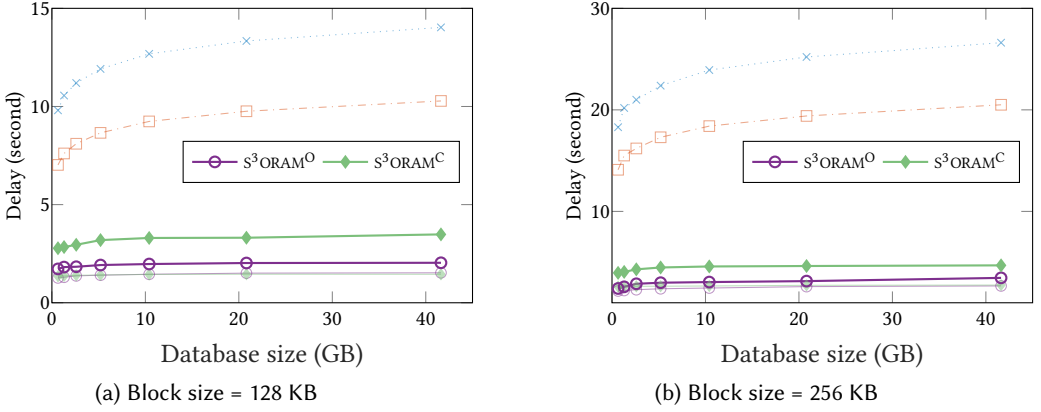 15
10
5
0
0 10 20 30 40
Delay (second)
S³ORAM^O S³ORAM^C
Database size (GB)
(a) Block size = 128 KB
30
20
10
0 10 20 30 40
Delay (second)
S³ORAM^O S³ORAM^C
Database size (GB)
(b) Block size = 256 KB